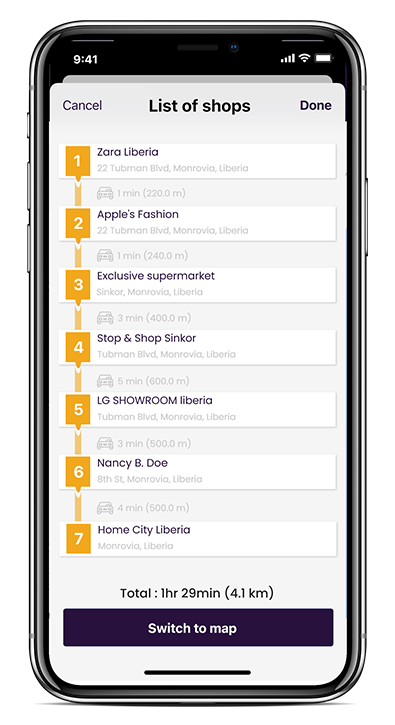 9:41
Cancel List of shops Done
1 Zara Liberia
22 Tubman Blvd, Monrovia, Liberia
1 min (220.0 m)
2 Apple's Fashion
22 Tubman Blvd, Monrovia, Liberia
1 min (240.0 m)
3 Exclusive supermarket
Sinkor, Monrovia, Liberia
3 min (400.0 m)
4 Stop & Shop Sinkor
Tubman Blvd, Monrovia, Liberia
5 min (600.0 m)
5 LG SHOWROOM liberia
Tubman Blvd, Monrovia, Liberia
3 min (500.0 m)
6 Nancy B. Doe
8th St, Monrovia, Liberia
4 min (500.0 m)
7 Home City Liberia
Monrovia, Liberia
Total : 1hr 29min (4.1 km)
Switch to map